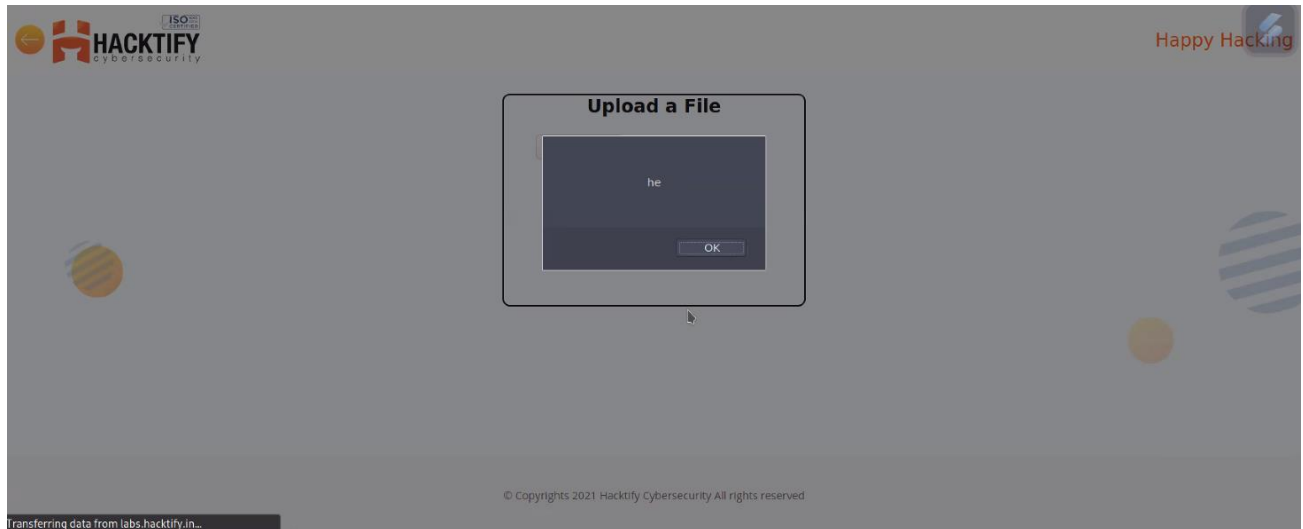 ISO
CERTIFIED
HACKTIFY
cybersecurity
Happy Hacking
Upload a File
he
OK
© Copyrights 2021 Hacktify Cybersecurity All rights reserved
Transferring data from labs.hacktify.in...